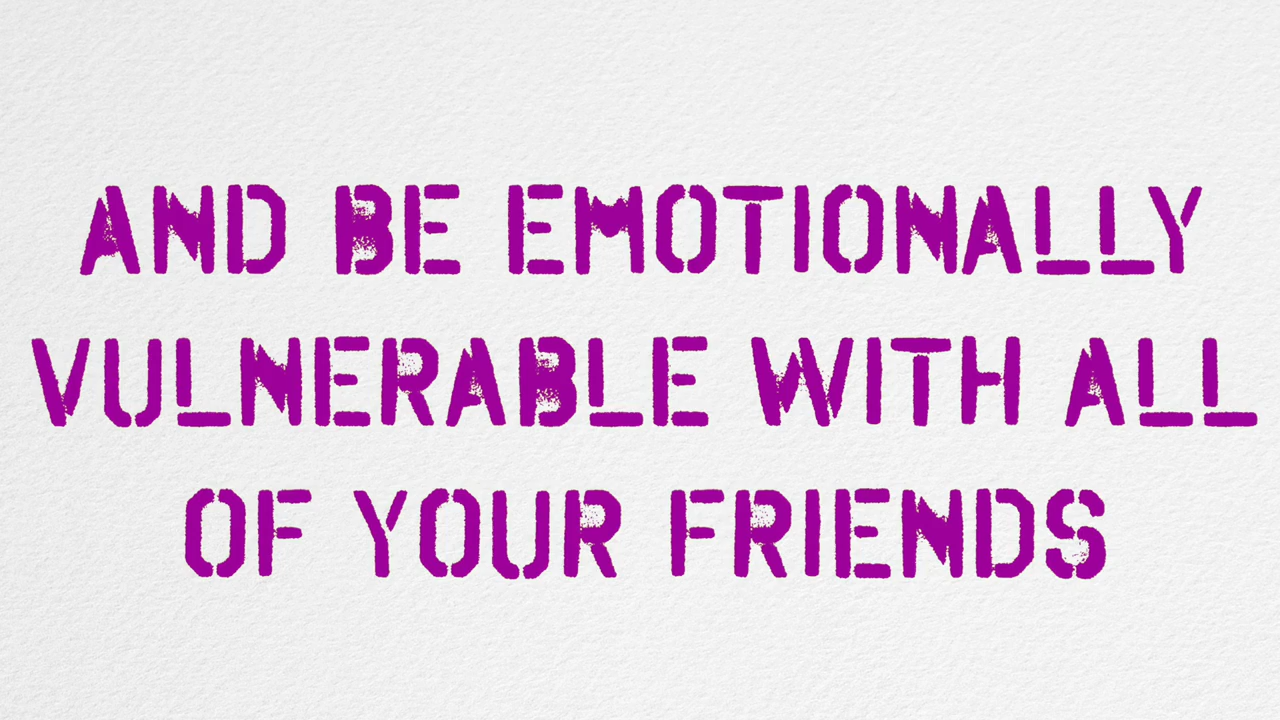 AND BE EMOTIONALLY
VULNERABLE WITH ALL
OF YOUR FRIENDS